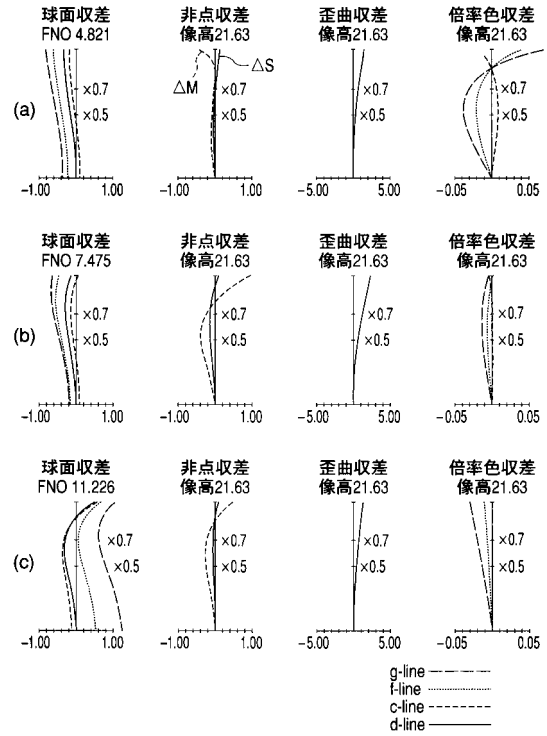 球面収差 非点収差 歪曲収差 倍率色収差
FNO 4.821 像高21.63 像高21.63 像高21.63
ΔM ΔS
×0.7 ×0.7 ×0.7 ×0.7
(a)
×0.5 ×0.5 ×0.5 ×0.5
-1.00 1.00 -1.00 1.00 -5.00 5.00 -0.05 0.05
球面収差 非点収差 歪曲収差 倍率色収差
FNO 7.475 像高21.63 像高21.63 像高21.63
×0.7 ×0.7 ×0.7 ×0.7
(b)
×0.5 ×0.5 ×0.5 ×0.5
-1.00 1.00 -1.00 1.00 -5.00 5.00 -0.05 0.05
球面収差 非点収差 歪曲収差 倍率色収差
FNO 11.226 像高21.63 像高21.63 像高21.63
×0.7 ×0.7 ×0.7 ×0.7
(c)
×0.5 ×0.5 ×0.5 ×0.5
-1.00 1.00 -1.00 1.00 -5.00 5.00 -0.05 0.05
g-line
f-line
c-line
d-line